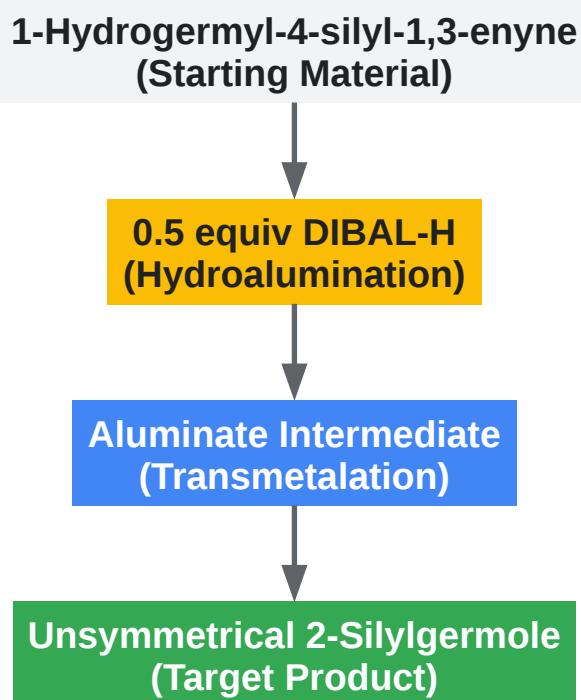 1-Hydrogermyl-4-silyl-1,3-enyne
(Starting Material)
0.5 equiv DIBAL-H
(Hydroalumination)
Aluminate Intermediate
(Transmetalation)
Unsymmetrical 2-Silylgermole
(Target Product)